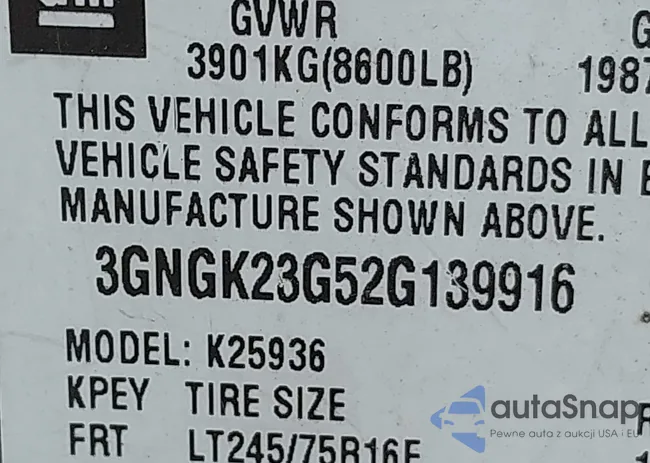 GVWR G
3901KG(8600LB) 1987
THIS VEHICLE CONFORMS TO ALL
VEHICLE SAFETY STANDARDS IN E
MANUFACTURE SHOWN ABOVE.
3GNGK23G52G139916
MODEL: K25936
KPEY TIRE SIZE
FRT LT245/75R16E
autaSnap
Pewne auta z aukcji USA i EU